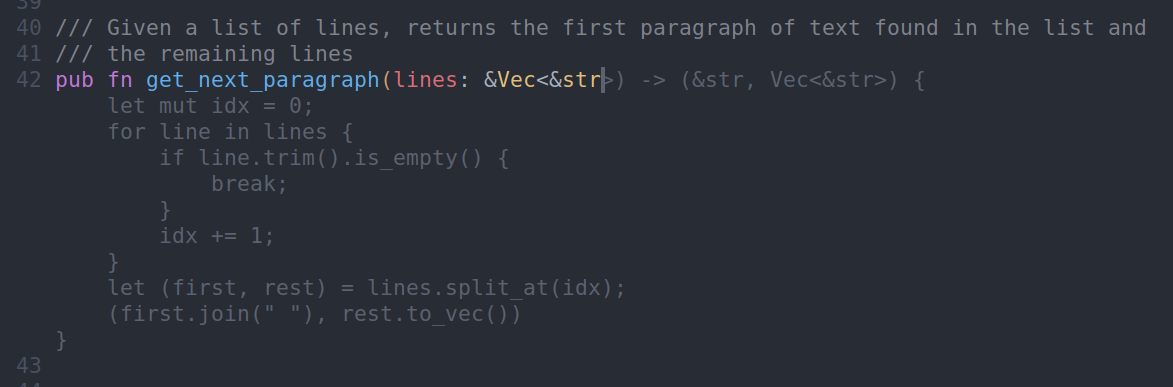 39
40 /// Given a list of lines, returns the first paragraph of text found in the list and
41 /// the remaining lines
42 pub fn get_next_paragraph(lines: &Vec<&str>) -> (&str, Vec<&str>) {
    let mut idx = 0;
    for line in lines {
        if line.trim().is_empty() {
            break;
        }
        idx += 1;
    }
    let (first, rest) = lines.split_at(idx);
    (first.join(" "), rest.to_vec())
}
43
44